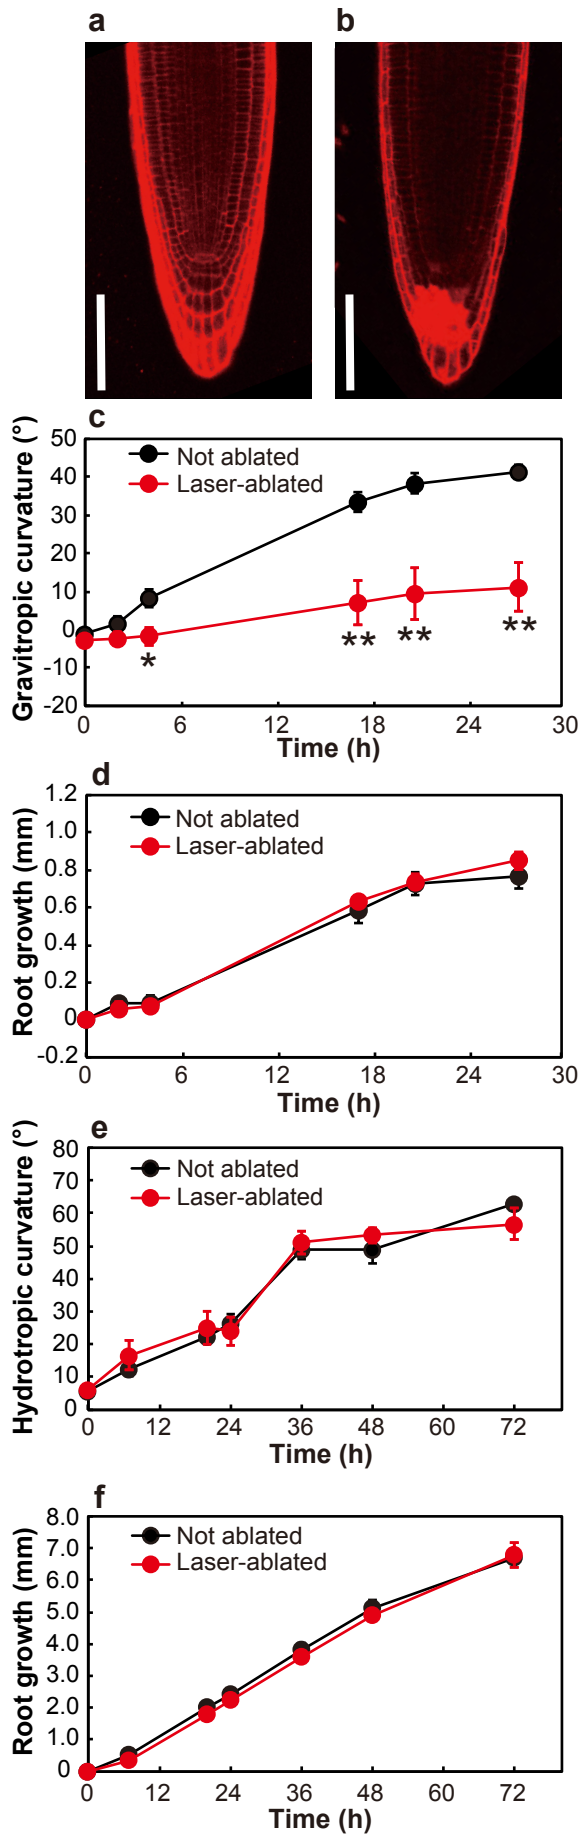 a
b
c
Gravitropic curvature (°)
50
40
30
20
10
0
-10
-20
Not ablated
Laser-ablated
*
**
**
**
0
6
12
18
24
30
Time (h)
d
Root growth (mm)
1.2
1.0
0.8
0.6
0.4
0.2
0
-0.2
Not ablated
Laser-ablated
0
6
12
18
24
30
Time (h)
e
Hydrotropic curvature (°)
80
70
60
50
40
30
20
10
0
Not ablated
Laser-ablated
0
12
24
36
48
60
72
Time (h)
f
Root growth (mm)
8.0
7.0
6.0
5.0
4.0
3.0
2.0
1.0
0
Not ablated
Laser-ablated
0
12
24
36
48
60
72
Time (h)